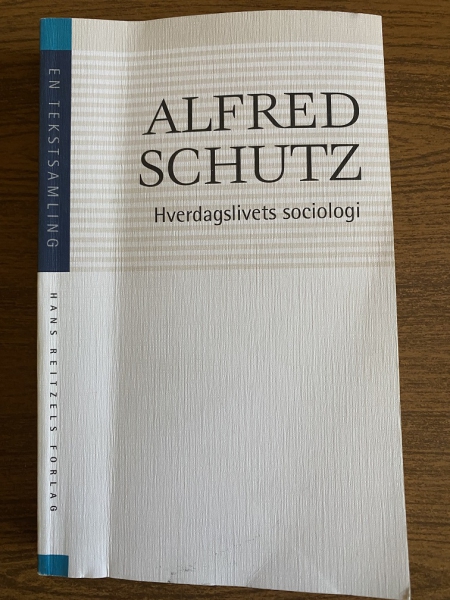 ALFRED
SCHUTZ
Hverdagslivets sociologi
EN TEKSTSAMLING
HANS REITZELS FORLAG